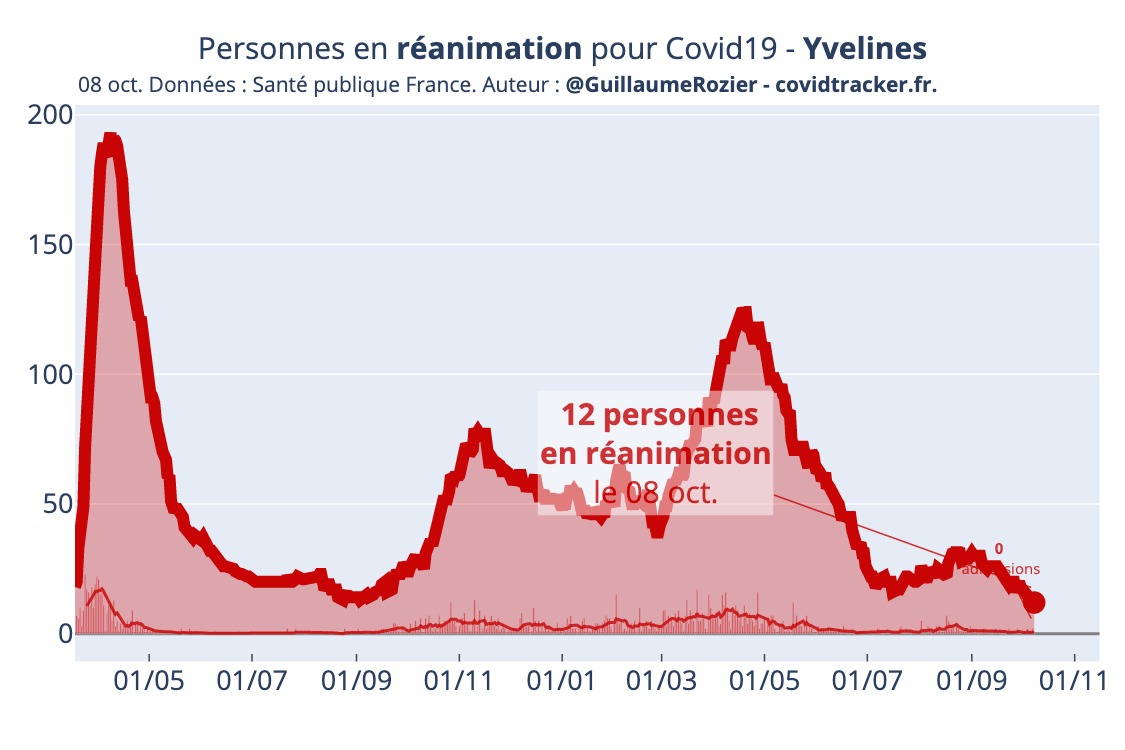 Personnes en réanimation pour Covid19 - Yvelines
08 oct. Données : Santé publique France. Auteur : @GuillaumeRozier - covidtracker.fr.
200
150
100
50
0
12 personnes
en réanimation
le 08 oct.
0
admissions
01/05 01/07 01/09 01/11 01/01 01/03 01/05 01/07 01/09 01/11